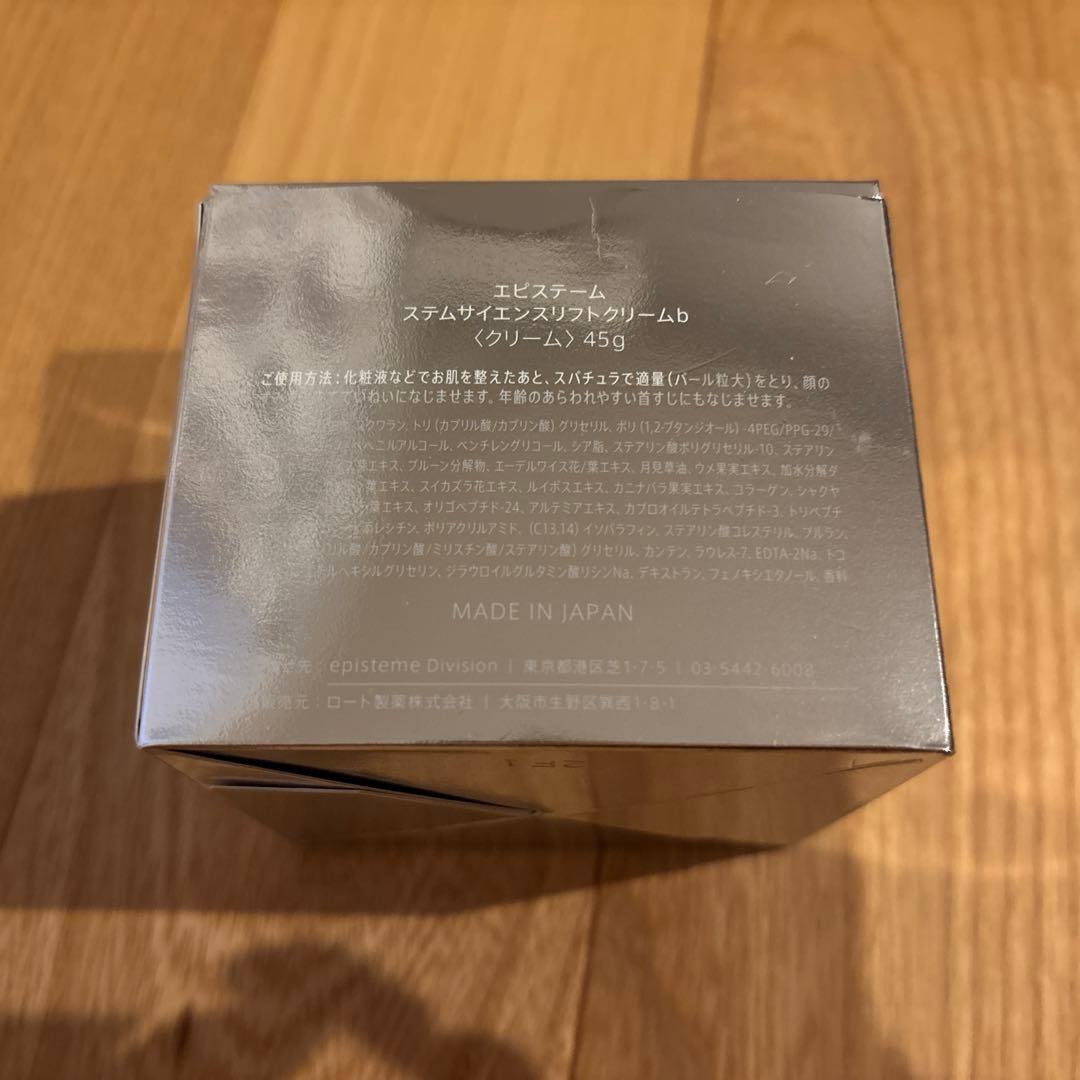 エピステーム
ステムサイエンスリフトクリームb
〈クリーム〉45g
ご使用方法：化粧液などでお肌を整えたあと、スパチュラで適量（パール粒大）をとり、顔の
ていねいになじませます。年齢のあらわれやすい首すじにもなじませます。
スクワラン、トリ（カプリル酸/カプリン酸）グリセリル、ポリ（1,2-ブタンジオール）-4PEG/PPG-29/
ベヘニルアルコール、ペンチレングリコール、シア脂、ステアリン酸ポリグリセリル-10、ステアリン
葉エキス、プルーン分解物、エーデルワイス花/葉エキス、月見草油、ウメ果実エキス、加水分解ダ
葉エキス、スイカズラ花エキス、ルイボスエキス、カニナバラ果実エキス、コラーゲン、シャクヤ
葉エキス、オリゴペプチド-24、アルテミアエキス、カプロオイルテトラペプチド-3、トリペプチ
レシチン、ポリアクリルアミド、（C13,14）イソパラフィン、ステアリン酸コレステリル、プルラン、
リル酸/カプリン酸/ミリスチン酸/ステアリン酸）グリセリル、カンテン、ラウレス-7、EDTA-2Na、トコ
ルヘキシルグリセリン、ジラウロイルグルタミン酸リシンNa、デキストラン、フェノキシエタノール、香料
MADE IN JAPAN
先：episteme Division | 東京都港区芝1-7-5 | 03-5442-6008
販売元：ロート製薬株式会社 | 大阪市生野区巽西1-8-1